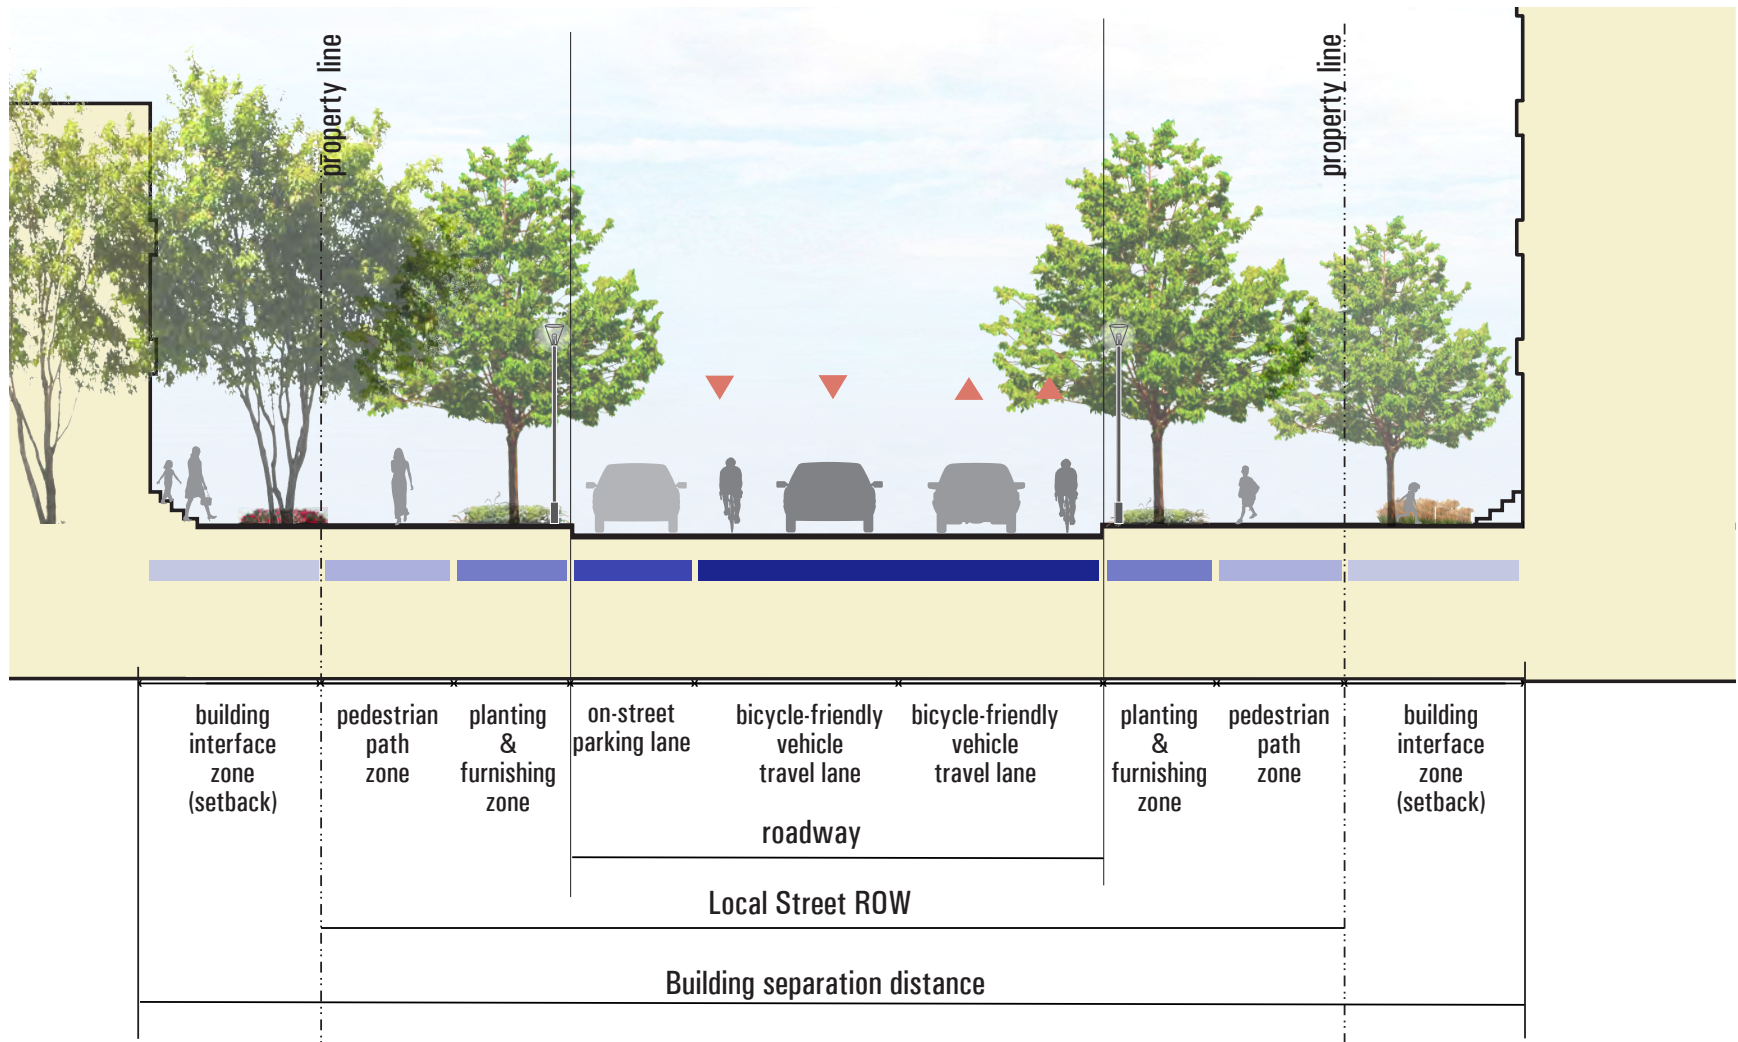 property line
property line
building
interface
zone
(setback)
pedestrian
path
zone
planting
&
furnishing
zone
on-street
parking lane
bicycle-friendly
vehicle
travel lane
bicycle-friendly
vehicle
travel lane
planting
&
furnishing
zone
pedestrian
path
zone
building
interface
zone
(setback)
roadway
Local Street ROW
Building separation distance